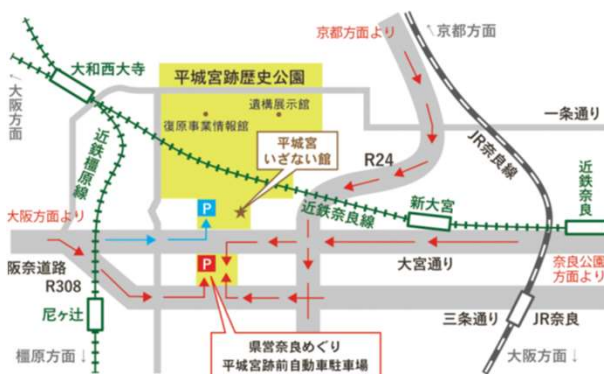 京都方面より
↑京都方面
大和西大寺
平城宮跡歴史公園
遺構展示館
復原事業情報館
↑大阪方面
一条通り
平城宮
いざない館
R24
JR奈良線
近鉄橿原線
近鉄奈良
P
新大宮
近鉄奈良線
大阪方面より
阪奈道路
P
大宮通り
奈良公園
方面より
R308
尼ヶ辻
三条通り
JR奈良
県営奈良めぐり
平城宮跡前自動車駐車場
橿原方面↓
大阪方面↓